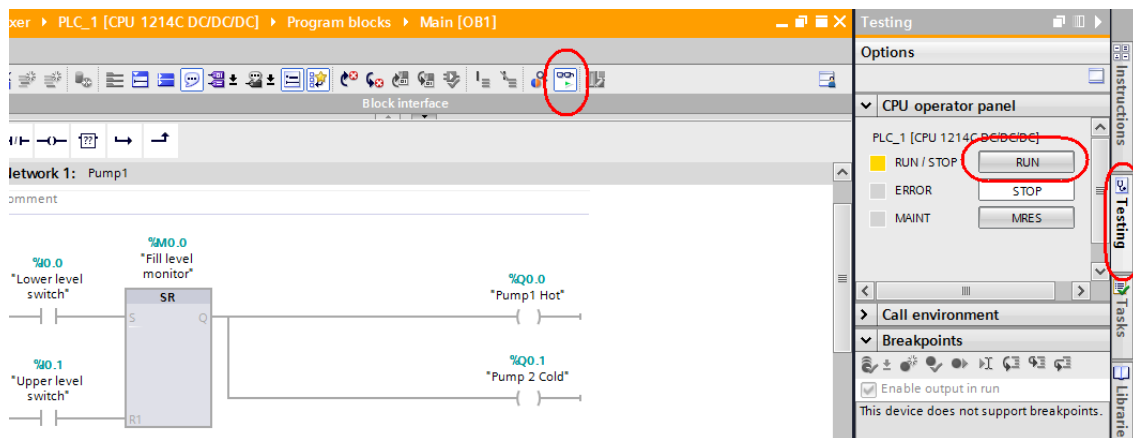 xer ▸ PLC_1 [CPU 1214C DC/DC/DC] ▸ Program blocks ▸ Main [OB1]
Block interface
??
Network 1: Pump1
omment
%I0.0
"Lower level
switch"
%M0.0
"Fill level
monitor"
SR
S
Q
R1
%I0.1
"Upper level
switch"
%Q0.0
"Pump1 Hot"
%Q0.1
"Pump 2 Cold"
Testing
Options
CPU operator panel
PLC_1 [CPU 1214C DC/DC/DC]
RUN / STOP
RUN
ERROR
STOP
MAINT
MRES
Call environment
Breakpoints
Enable output in run
This device does not support breakpoints.
Instructions
Testing
Tasks
Librarie